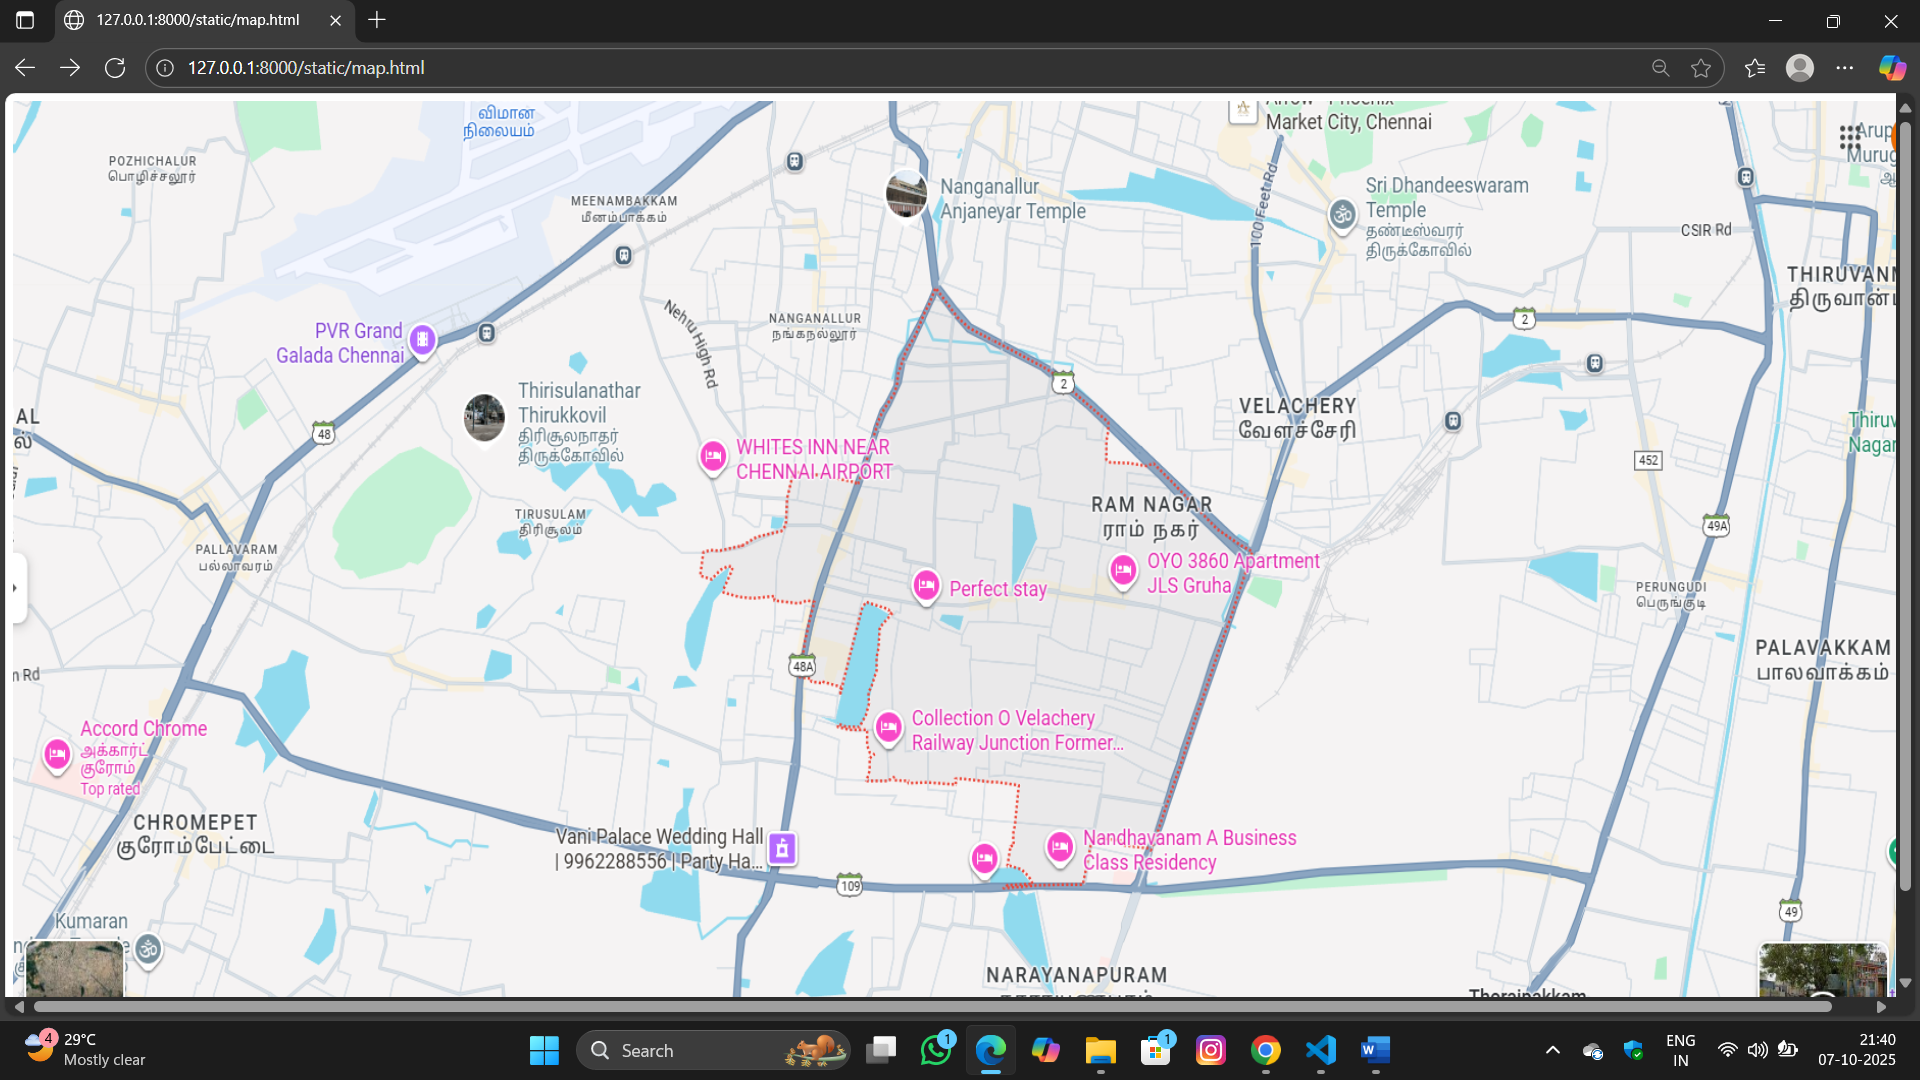 127.0.0.1:8000/static/map.html
127.0.0.1:8000/static/map.html
விமான
நிலையம்
Market City, Chennai
POZHICHALUR
பொழிச்சலூர்
MEENAMBAKKAM
மீனம்பாக்கம்
Nanganallur
Anjaneyar Temple
Sri Dhandeeswaram
Temple
தண்டீஸ்வரர்
திருக்கோவில்
100 Feet Rd
CSIR Rd
Arup
Murug
THIRUVANM
திருவான்மி
NANGANALLUR
நங்கநல்லூர்
Nehru High Rd
PVR Grand
Galada Chennai
2
2
Thirisulanathar
Thirukkovil
திரிசூலநாதர்
திருக்கோவில்
AL
ல்
48
VELACHERY
வேளச்சேரி
Thiruv
Nagar
WHITES INN NEAR
CHENNAI AIRPORT
452
RAM NAGAR
ராம் நகர்
TIRUSULAM
திரிசூலம்
49A
PALLAVARAM
பல்லாவரம்
OYO 3860 Apartment
JLS Gruha
Perfect stay
PERUNGUDI
பெருங்குடி
PALAVAKKAM
பாலவாக்கம்
48A
n Rd
Accord Chrome
அக்கார்ட்
குரோம்
Top rated
Collection O Velachery
Railway Junction Former...
CHROMEPET
குரோம்பேட்டை
Vani Palace Wedding Hall
| 9962288556 | Party Ha...
Nandhavanam A Business
Class Residency
109
49
Kumaran
NARAYANAPURAM
Thoraipakkam
4
29°C
Mostly clear
Search
1
1
ENG
IN
21:40
07-10-2025